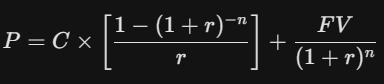 P = C × [ (1 − (1 + r)^{−n}) / r ] + FV / (1 + r)^n